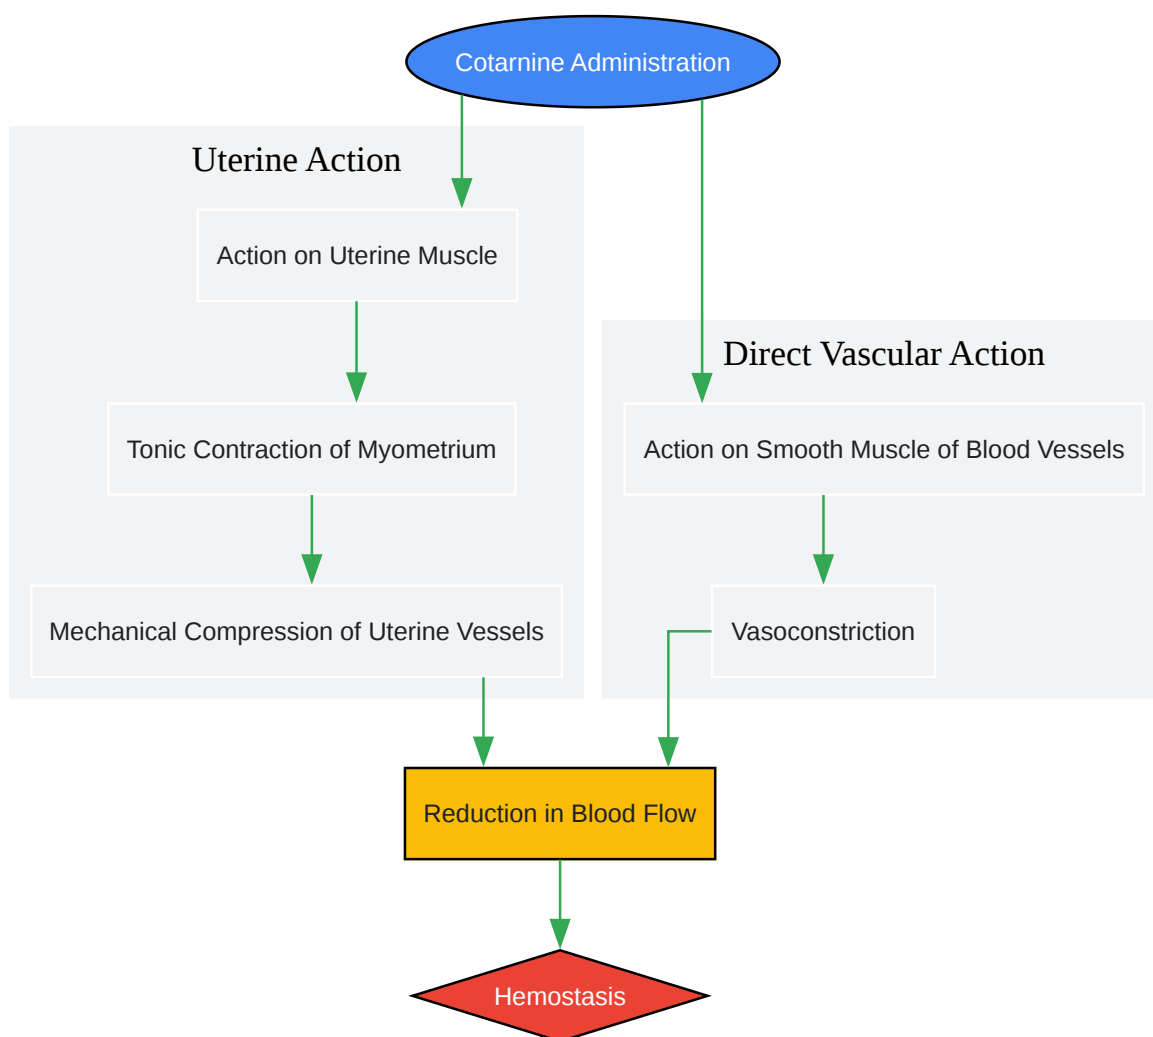 Cotarnine Administration
Uterine Action
Action on Uterine Muscle
Direct Vascular Action
Tonic Contraction of Myometrium
Action on Smooth Muscle of Blood Vessels
Mechanical Compression of Uterine Vessels
Vasoconstriction
Reduction in Blood Flow
Hemostasis